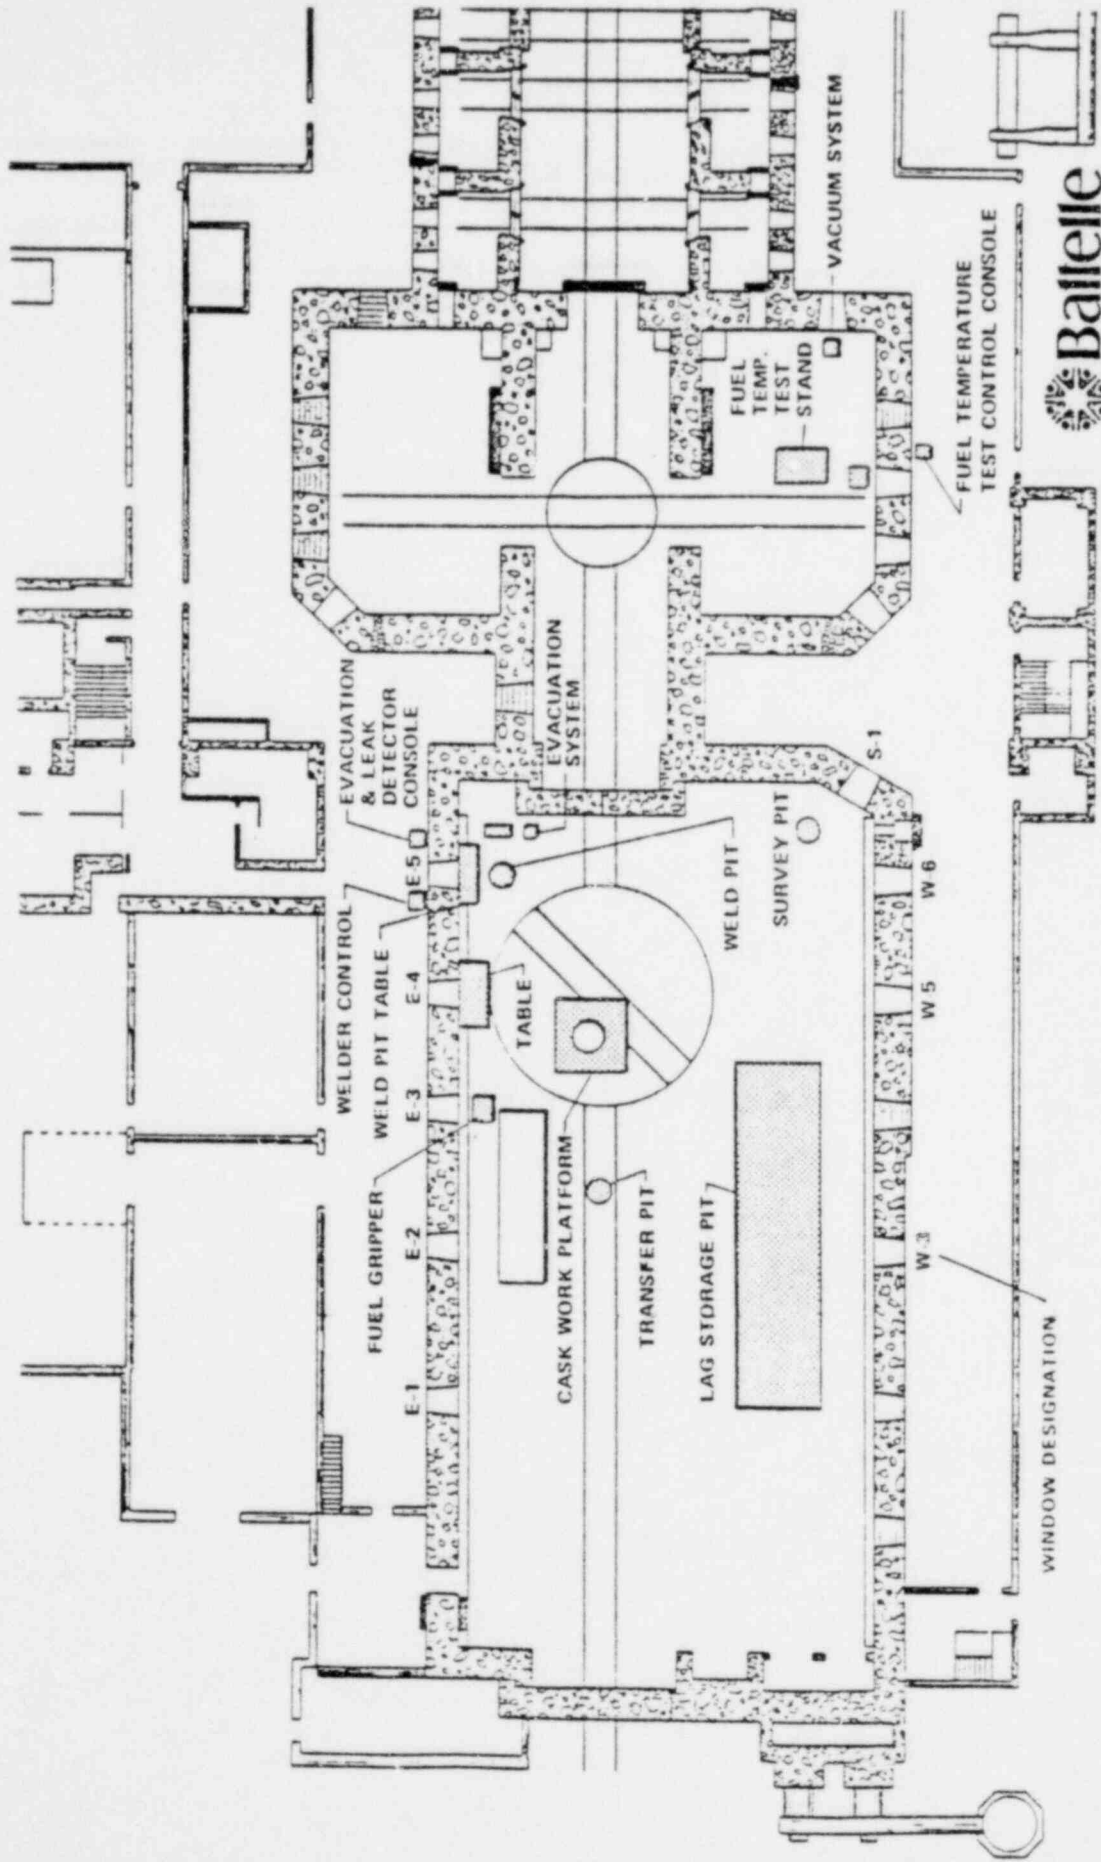 VACUUM SYSTEM
FUEL
TEMP.
TEST
STAND
FUEL TEMPERATURE
TEST CONTROL CONSOLE
Battelle
EVACUATION
& LEAK
DETECTOR
CONSOLE
EVACUATION
SYSTEM
S-1
WELDER CONTROL
E-5
WELD PIT TABLE
E-4
TABLE
WELD PIT
SURVEY PIT
W 6
W 5
FUEL GRIPPER
E-3
E-2
E-1
CASK WORK PLATFORM
TRANSFER PIT
LAG STORAGE PIT
W 3
WINDOW DESIGNATION